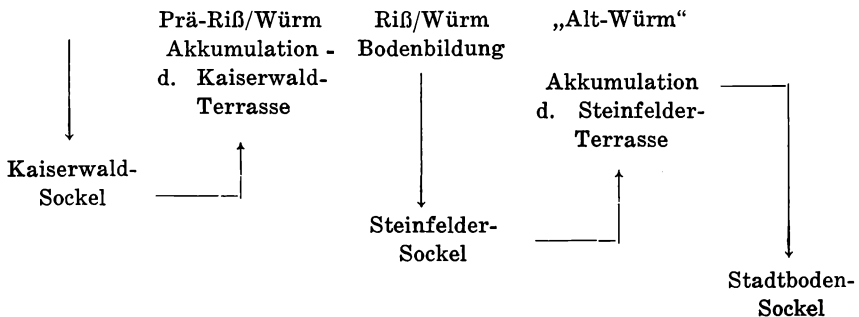 Prä-Riß/Würm
Akkumulation -
d. Kaiserwald-
Terrasse
Riß/Würm
Bodenbildung
„Alt-Würm“
Akkumulation
d. Steinfelder-
Terrasse
Kaiserwald-
Sockel
Steinfelder-
Sockel
Stadtboden-
Sockel